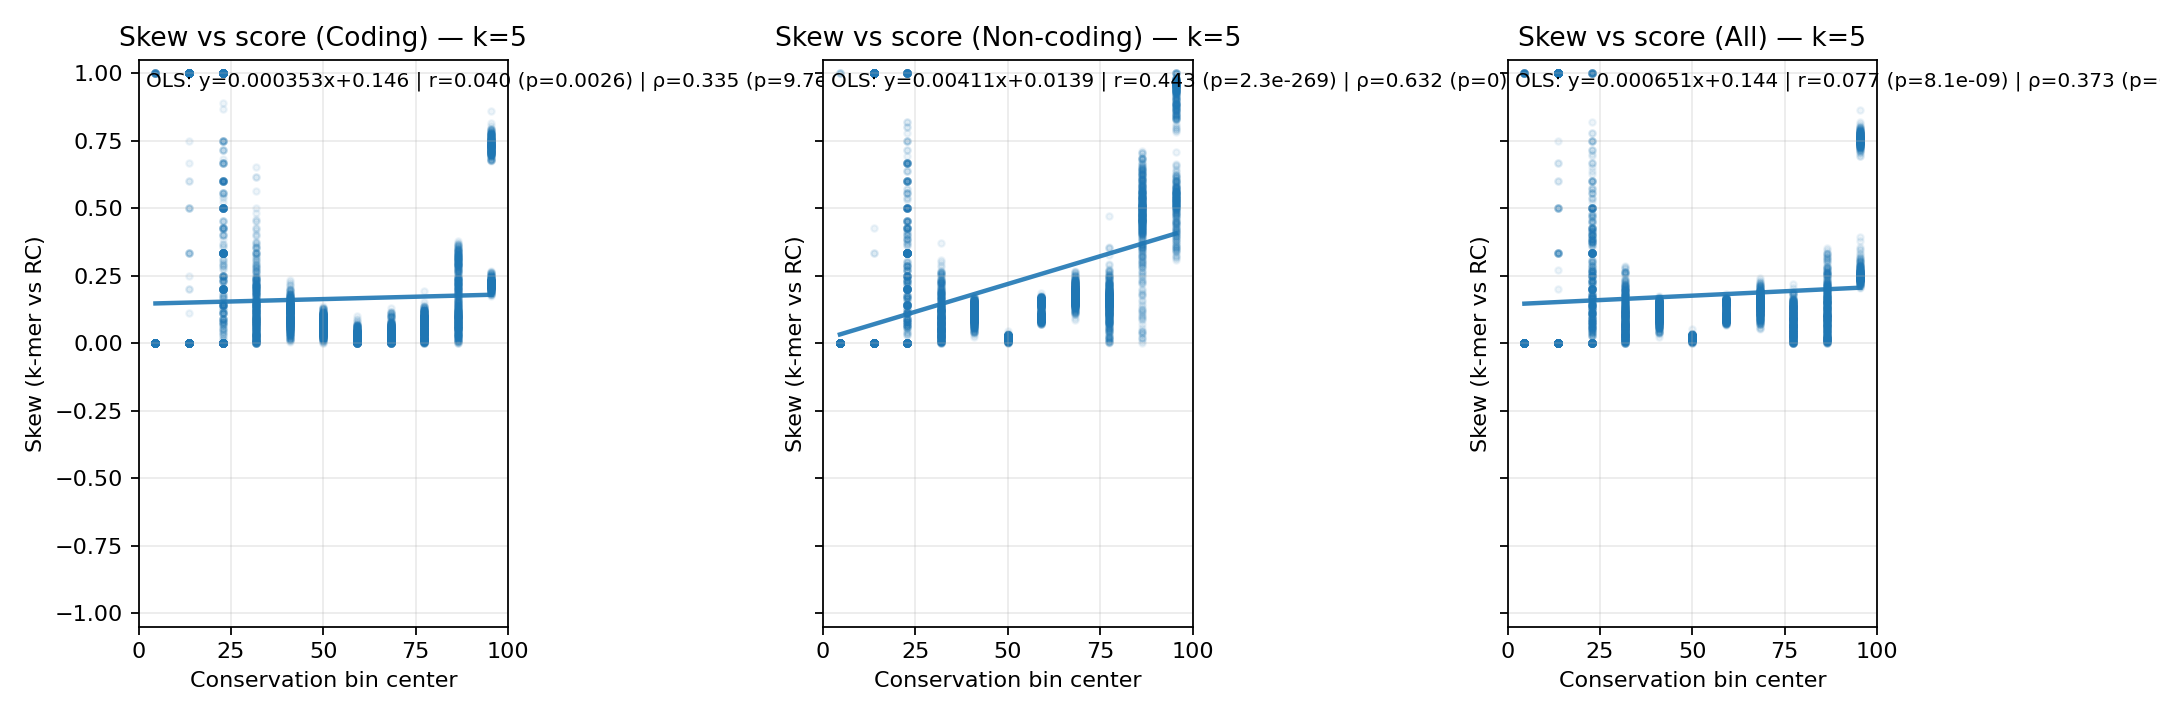 Skew vs score (Coding) — k=5
OLS: y=0.000353x+0.146 | r=0.040 (p=0.0026) | ρ=0.335 (p=9.7e
1.00
0.75
0.50
0.25
0.00
−0.25
−0.50
−0.75
−1.00
Skew (k-mer vs RC)
0 25 50 75 100
Conservation bin center
Skew vs score (Non-coding) — k=5
OLS: y=0.00411x+0.0139 | r=0.443 (p=2.3e-269) | ρ=0.632 (p=0)
Skew (k-mer vs RC)
0 25 50 75 100
Conservation bin center
Skew vs score (All) — k=5
OLS: y=0.000651x+0.144 | r=0.077 (p=8.1e-09) | ρ=0.373 (p=
Skew (k-mer vs RC)
0 25 50 75 100
Conservation bin center